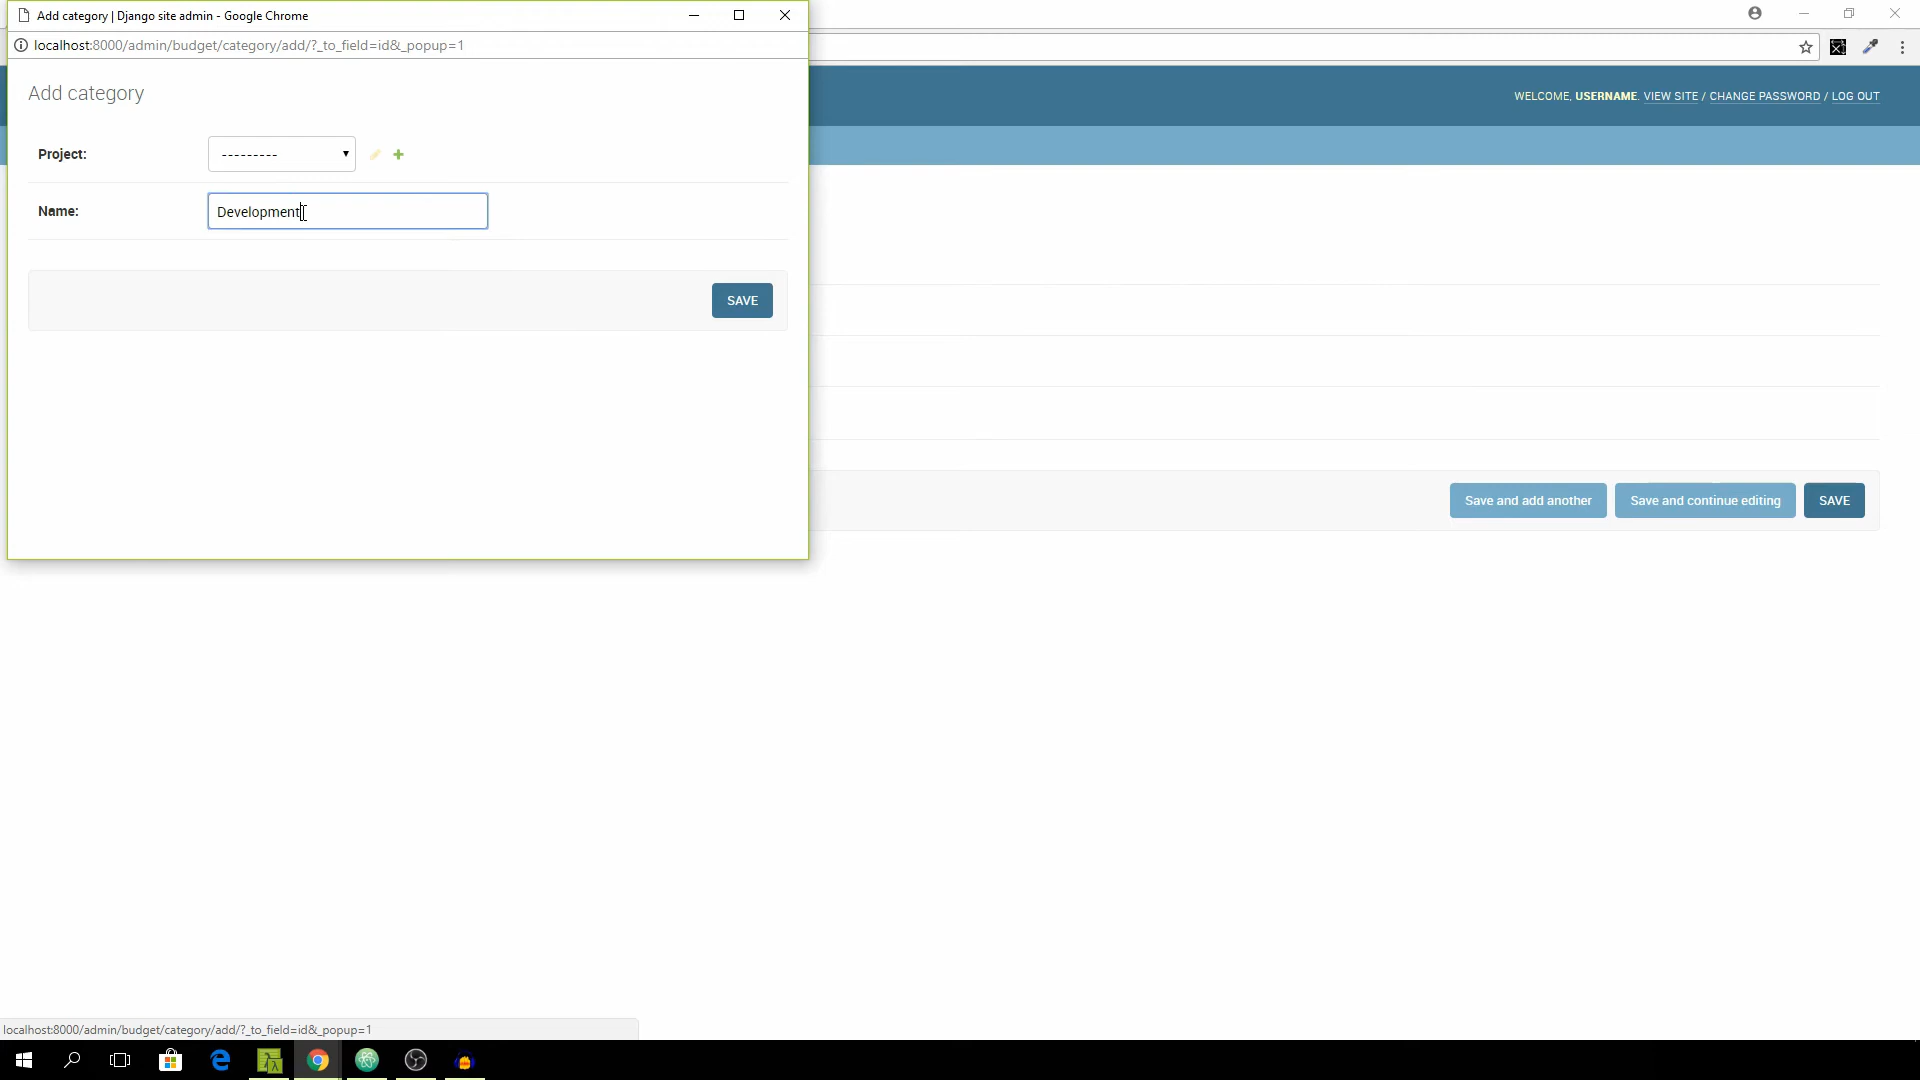 Add category | Django site admin - Google Chrome
localhost:8000/admin/budget/category/add/?_to_field=id&_popup=1
Add category
WELCOME, USERNAME. VIEW SITE / CHANGE PASSWORD / LOG OUT
Project:
---------
Name:
Development
SAVE
Save and add another
Save and continue editing
SAVE
localhost:8000/admin/budget/category/add/?_to_field=id&_popup=1